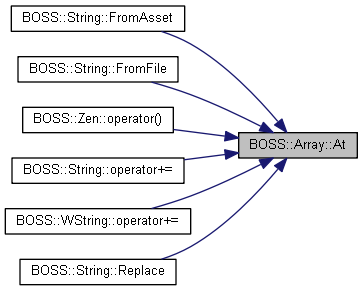 BOSS::String::FromAsset
BOSS::String::FromFile
BOSS::Zen::operator()
BOSS::Array::At
BOSS::String::operator+=
BOSS::WString::operator+=
BOSS::String::Replace